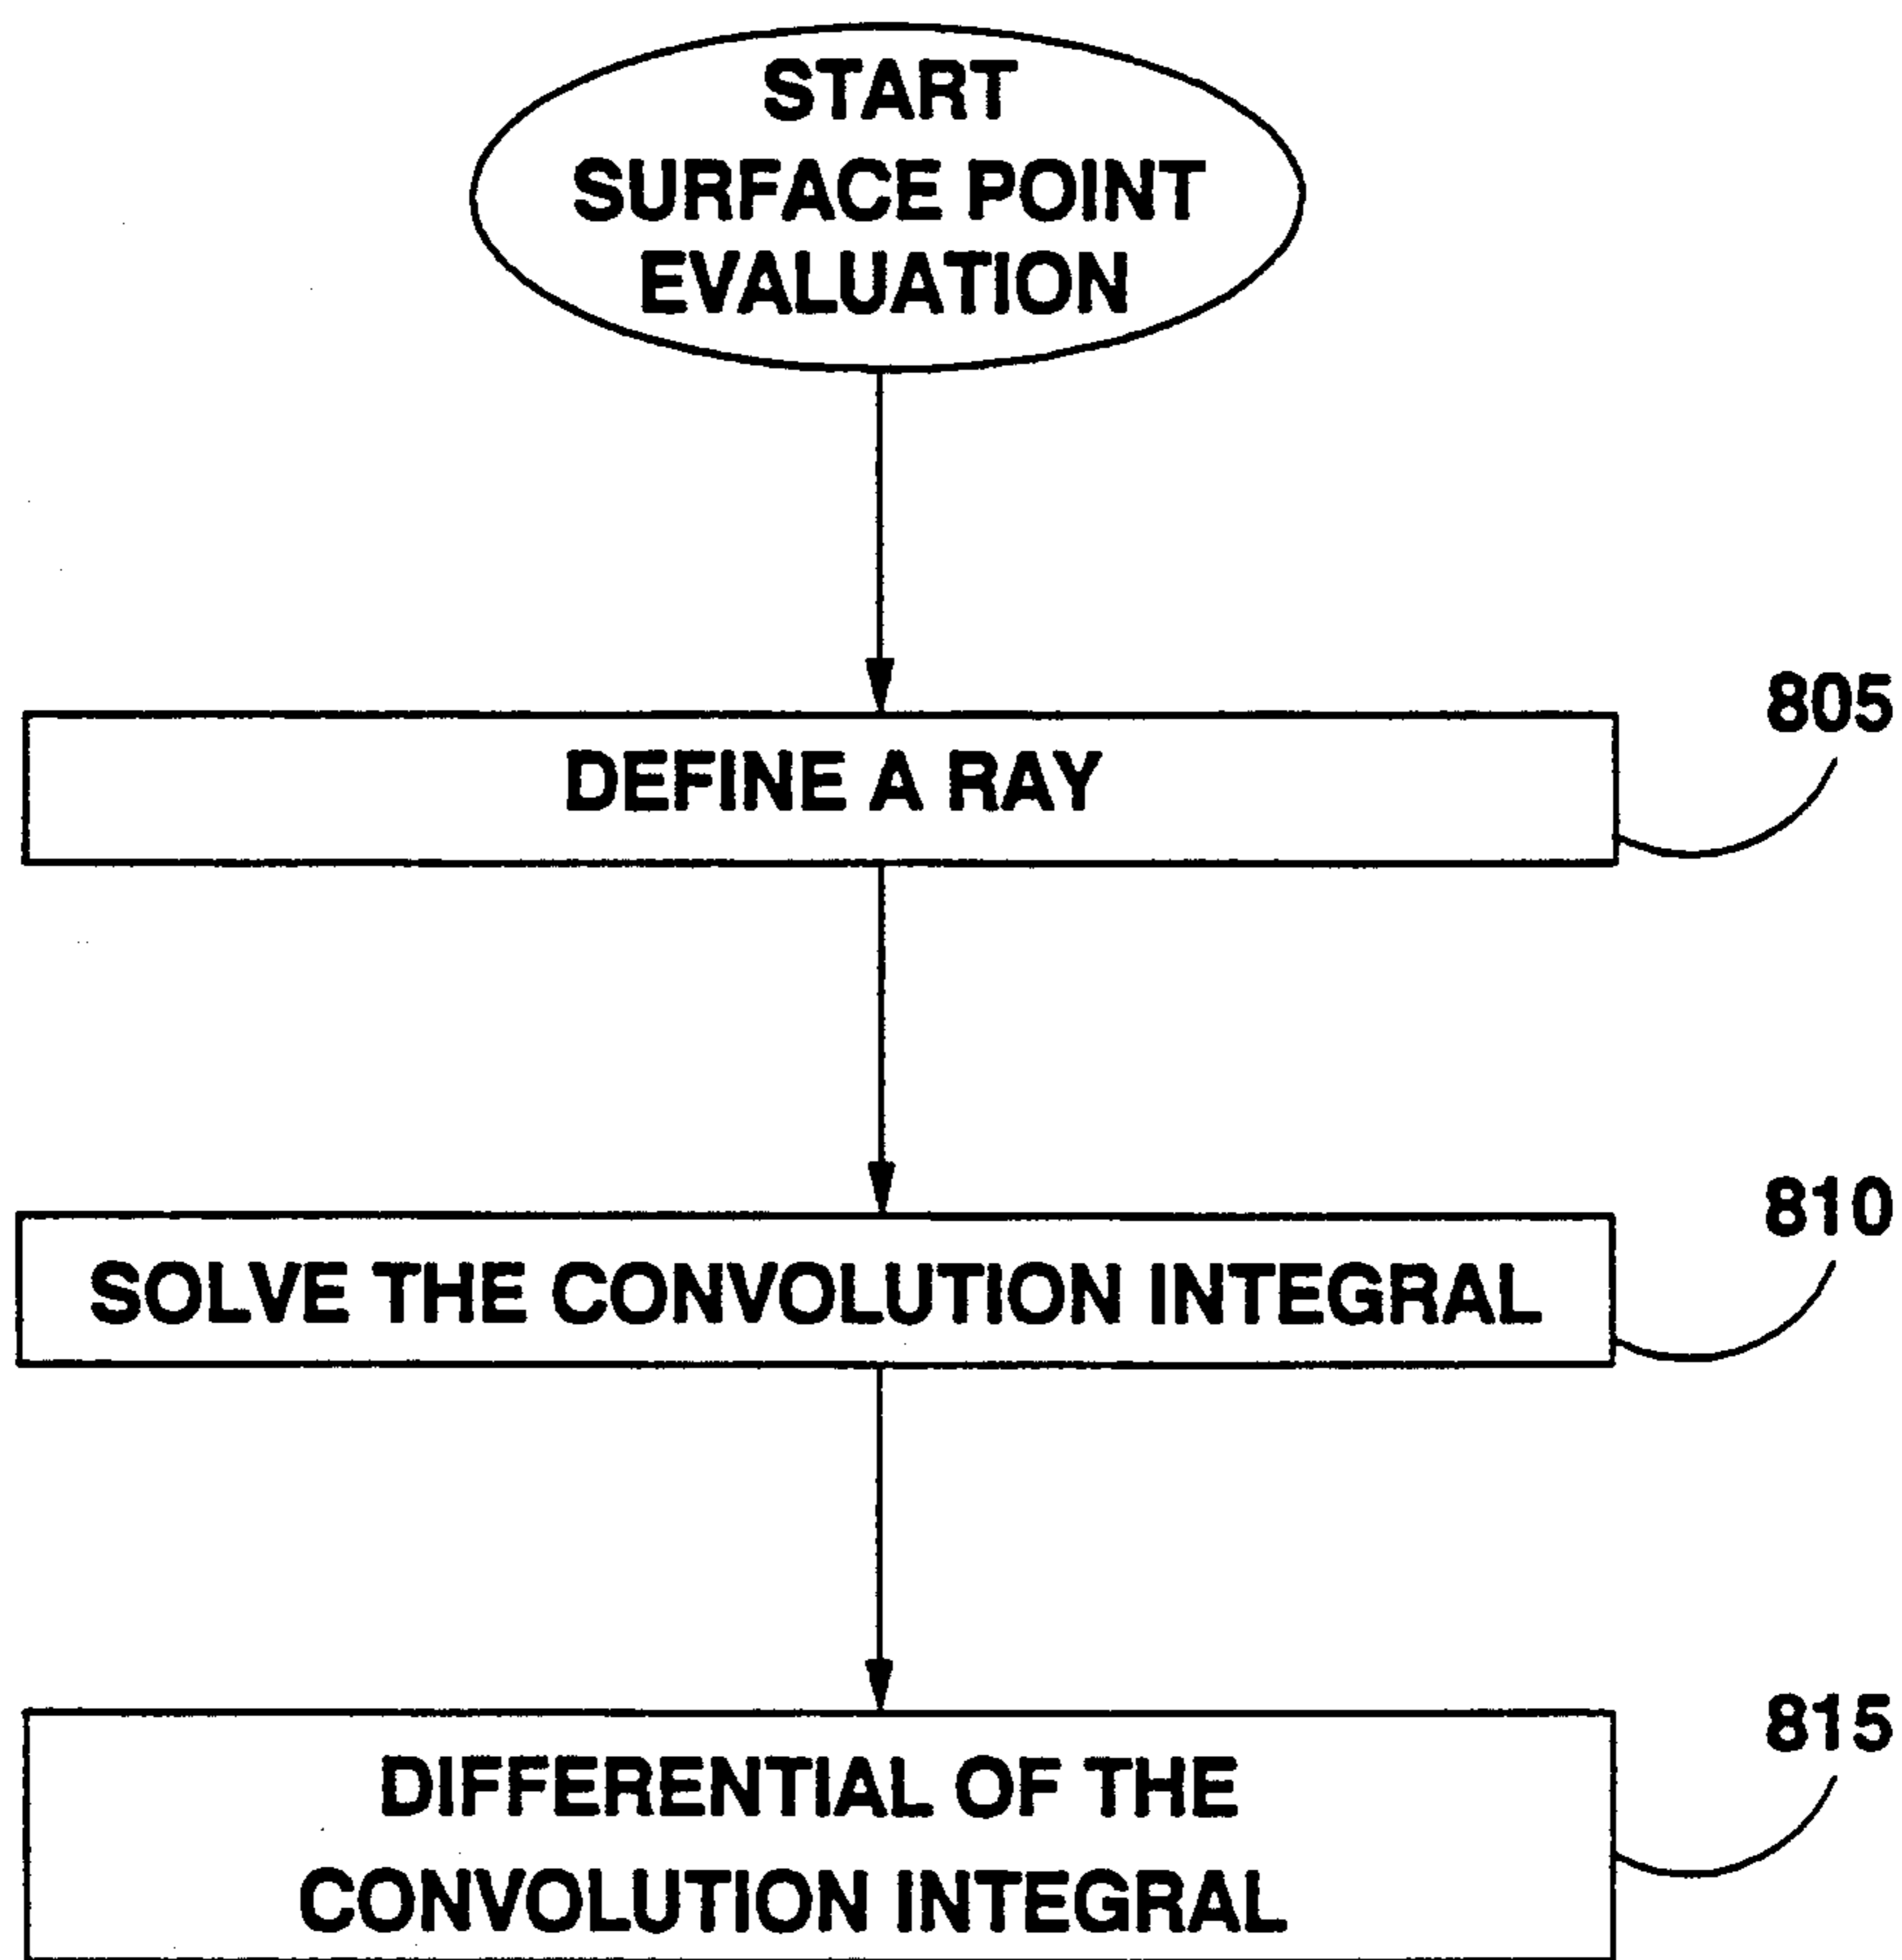 START
SURFACE POINT
EVALUATION
805
DEFINE A RAY
810
SOLVE THE CONVOLUTION INTEGRAL
815
DIFFERENTIAL OF THE
CONVOLUTION INTEGRAL